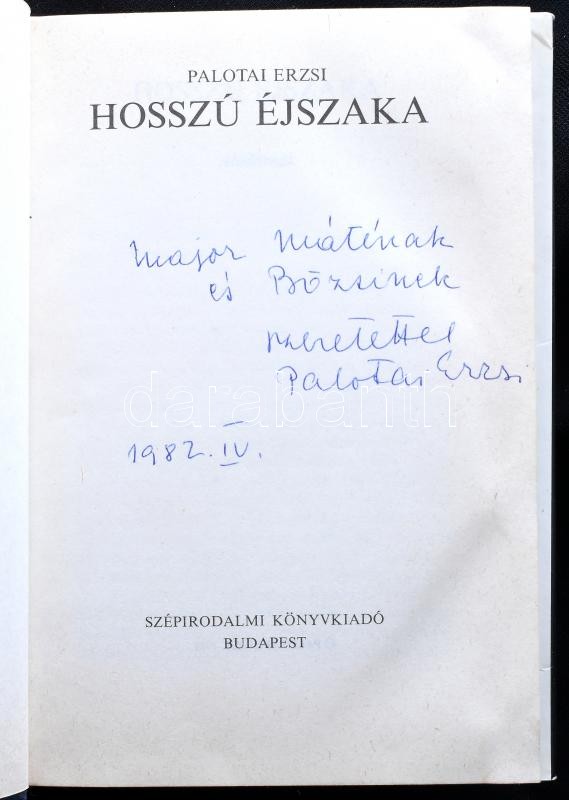 PALOTAI ERZSI
HOSSZÚ ÉJSZAKA
Major Máténak
és Bözsinek
szeretettel
Palotai Erzsi
darabanth
1982. IV.
SZÉPIRODALMI KÖNYVKIADÓ
BUDAPEST